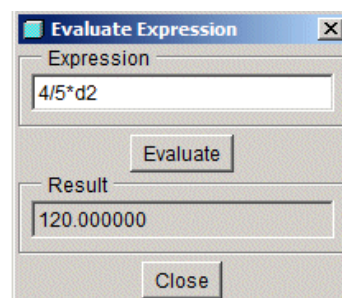 Evaluate Expression
Expression
4/5*d2
Evaluate
Result
120.000000
Close